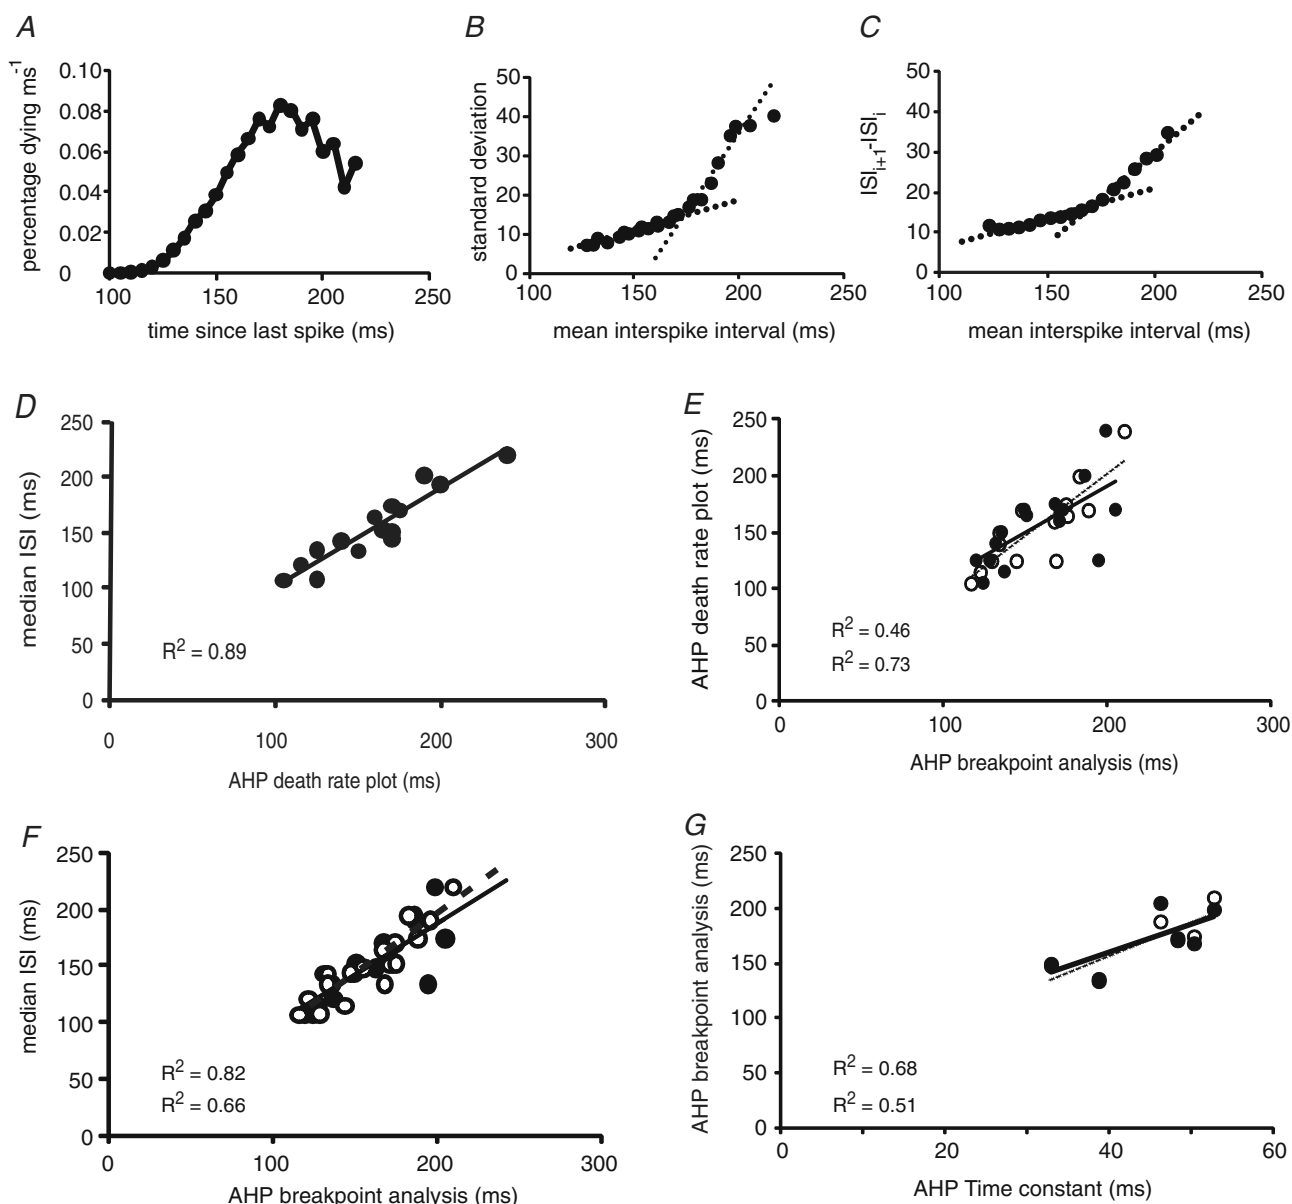 A
percentage dying ms-1
0.10
0.08
0.06
0.04
0.02
0
100 150 200 250
time since last spike (ms)
B
standard deviation
50
40
30
20
10
0
100 150 200 250
mean interspike interval (ms)
C
ISIi+1-ISIi
50
40
30
20
10
0
100 150 200 250
mean interspike interval (ms)
D
median ISI (ms)
250
200
150
100
50
0
R2 = 0.89
0 100 200 300
AHP death rate plot (ms)
E
AHP death rate plot (ms)
250
200
150
100
50
0
R2 = 0.46
R2 = 0.73
0 100 200 300
AHP breakpoint analysis (ms)
F
median ISI (ms)
250
200
150
100
50
0
R2 = 0.82
R2 = 0.66
0 100 200 300
AHP breakpoint analysis (ms)
G
AHP breakpoint analysis (ms)
250
200
150
100
50
0
R2 = 0.68
R2 = 0.51
0 20 40 60
AHP Time constant (ms)